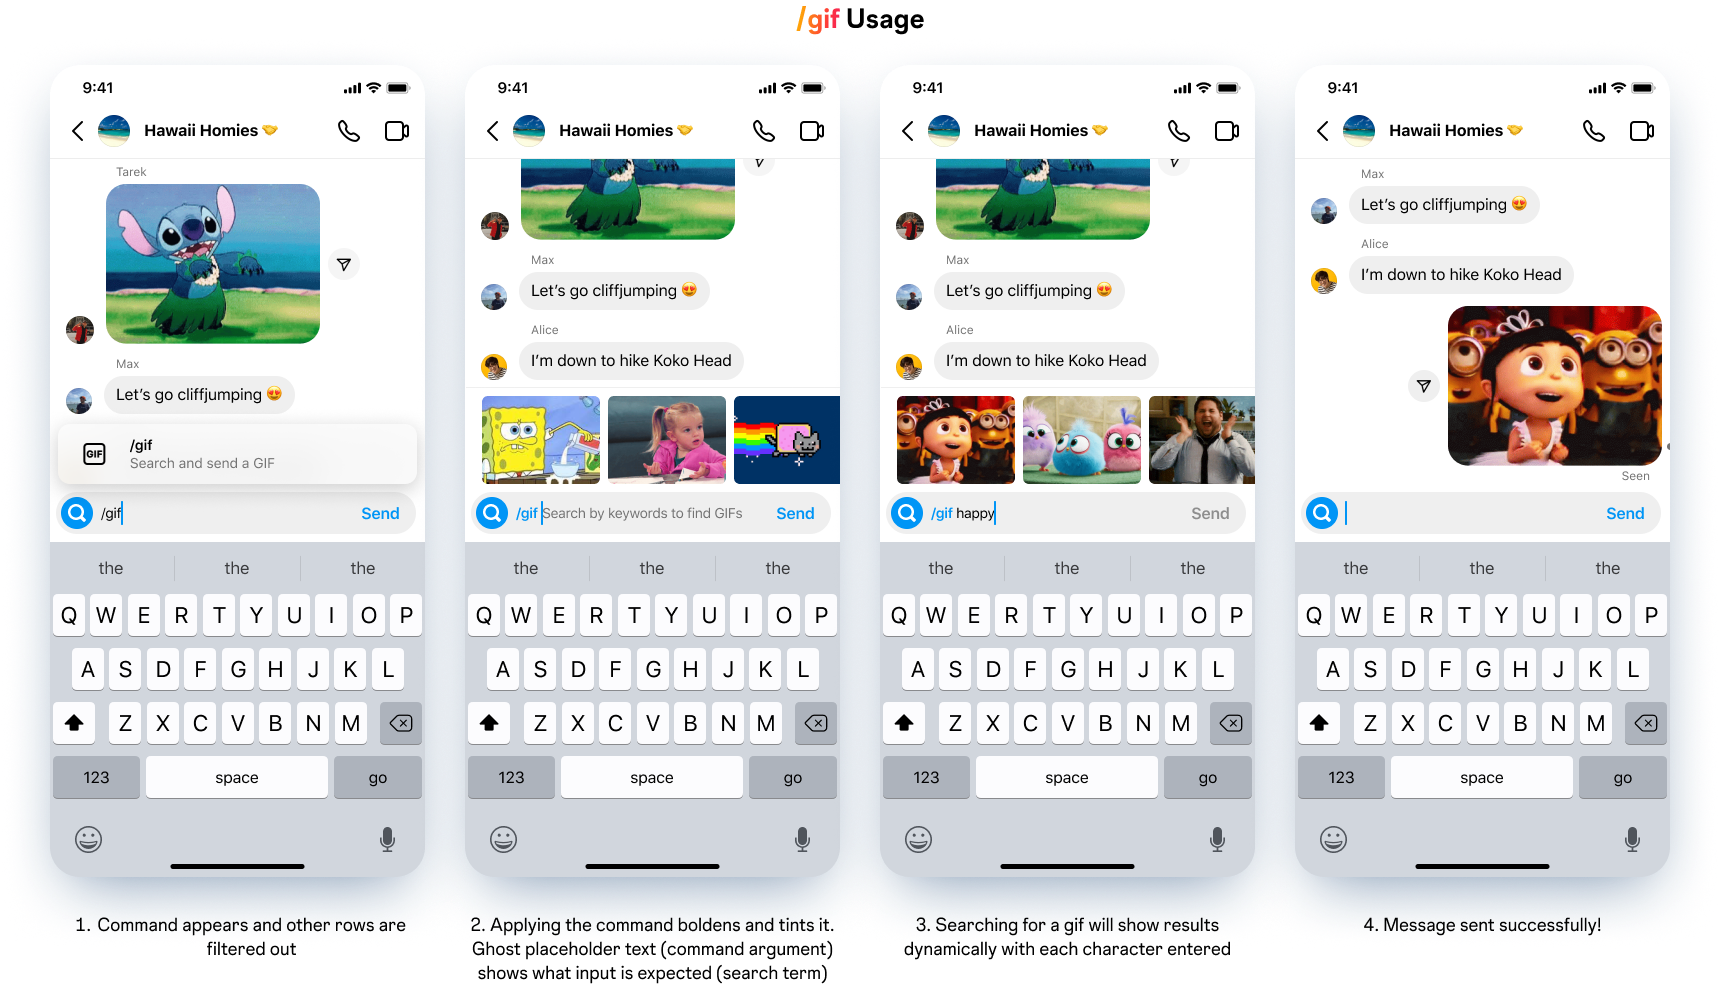 /gif Usage
9:41
Hawaii Homies 🤝
Tarek
Max
Let's go cliffjumping 😍
GIF
/gif
Search and send a GIF
/gif
Send
the the the
Q W E R T Y U I O P
A S D F G H J K L
Z X C V B N M
123 space go
1. Command appears and other rows are
filtered out
9:41
Hawaii Homies 🤝
Max
Let's go cliffjumping 😍
Alice
I'm down to hike Koko Head
/gif Search by keywords to find GIFs
Send
the the the
Q W E R T Y U I O P
A S D F G H J K L
Z X C V B N M
123 space go
2. Applying the command boldens and tints it.
Ghost placeholder text (command argument)
shows what input is expected (search term)
9:41
Hawaii Homies 🤝
Max
Let's go cliffjumping 😍
Alice
I'm down to hike Koko Head
/gif happy
Send
the the the
Q W E R T Y U I O P
A S D F G H J K L
Z X C V B N M
123 space go
3. Searching for a gif will show results
dynamically with each character entered
9:41
Hawaii Homies 🤝
Max
Let's go cliffjumping 😍
Alice
I'm down to hike Koko Head
Seen
Send
the the the
Q W E R T Y U I O P
A S D F G H J K L
Z X C V B N M
123 space go
4. Message sent successfully!